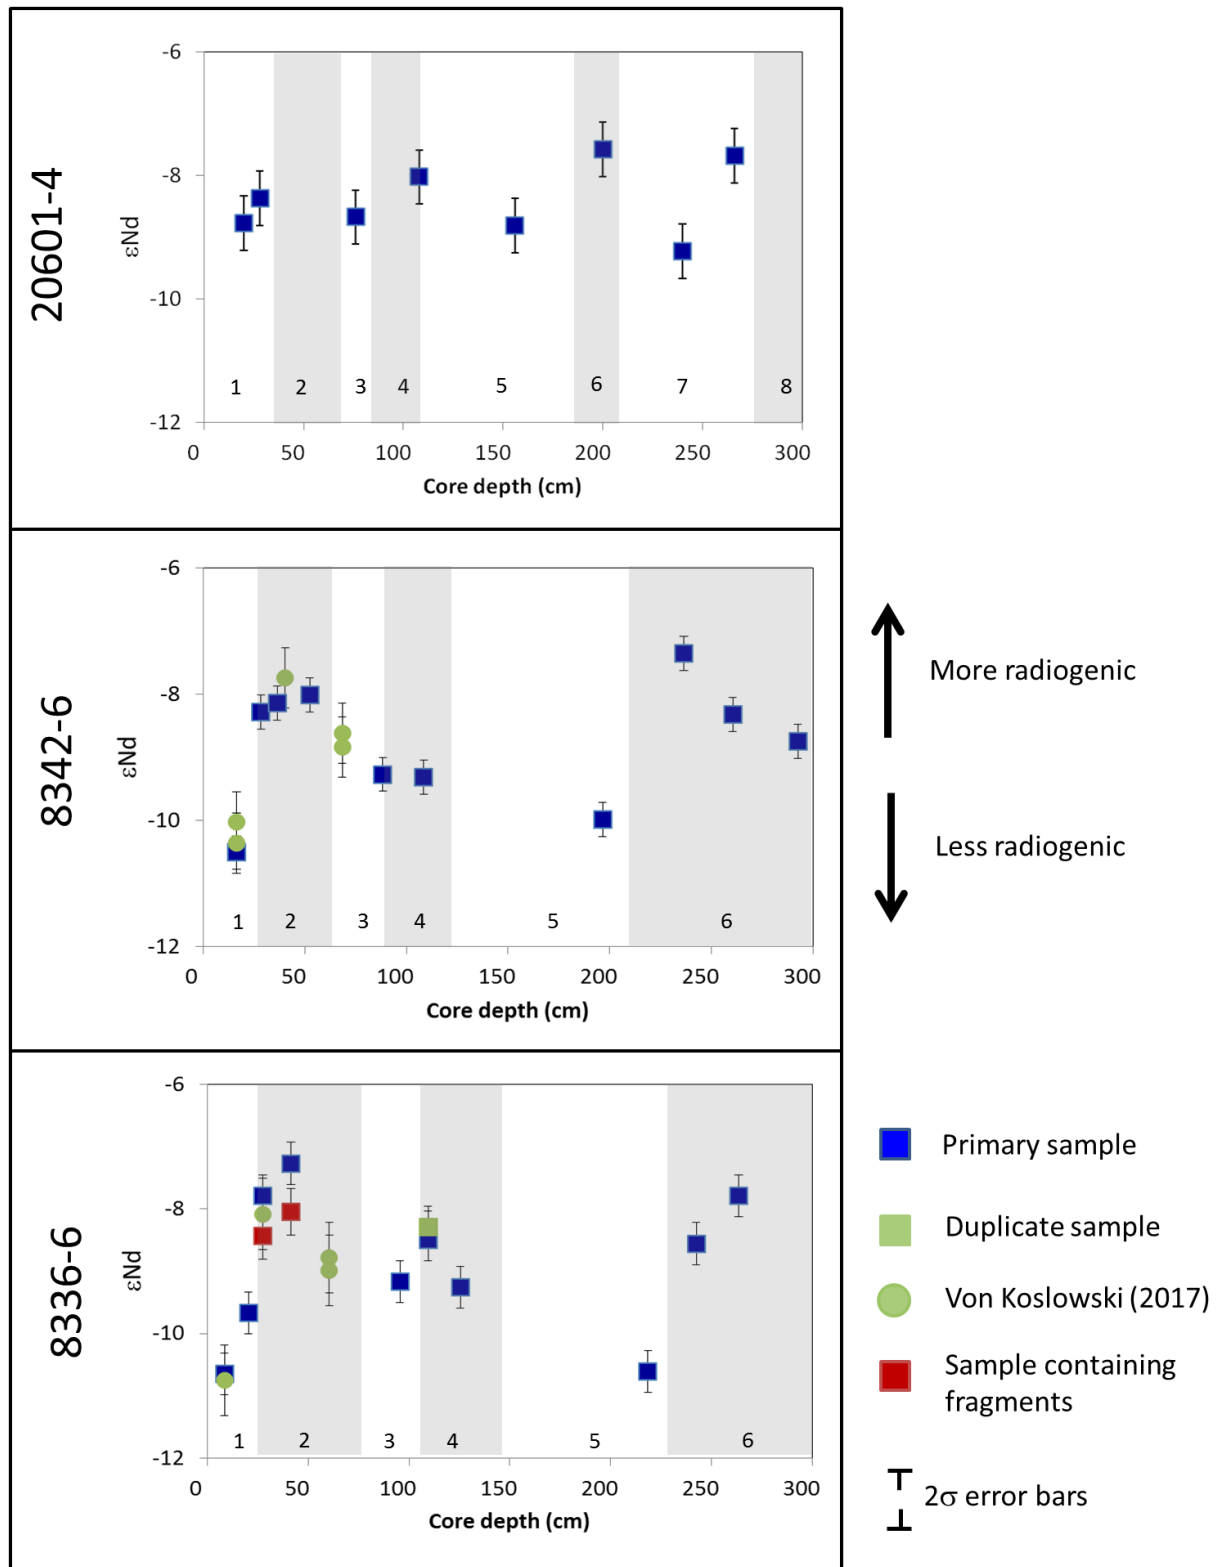 20601-4
-6
-8
-10
-12
εNd
1 2 3 4 5 6 7 8
0 50 100 150 200 250 300
Core depth (cm)
8342-6
-6
-8
-10
-12
εNd
1 2 3 4 5 6
0 50 100 150 200 250 300
Core depth (cm)
More radiogenic
Less radiogenic
8336-6
-6
-8
-10
-12
εNd
1 2 3 4 5 6
0 50 100 150 200 250 300
Core depth (cm)
Primary sample
Duplicate sample
Von Koslowski (2017)
Sample containing
fragments
2σ error bars